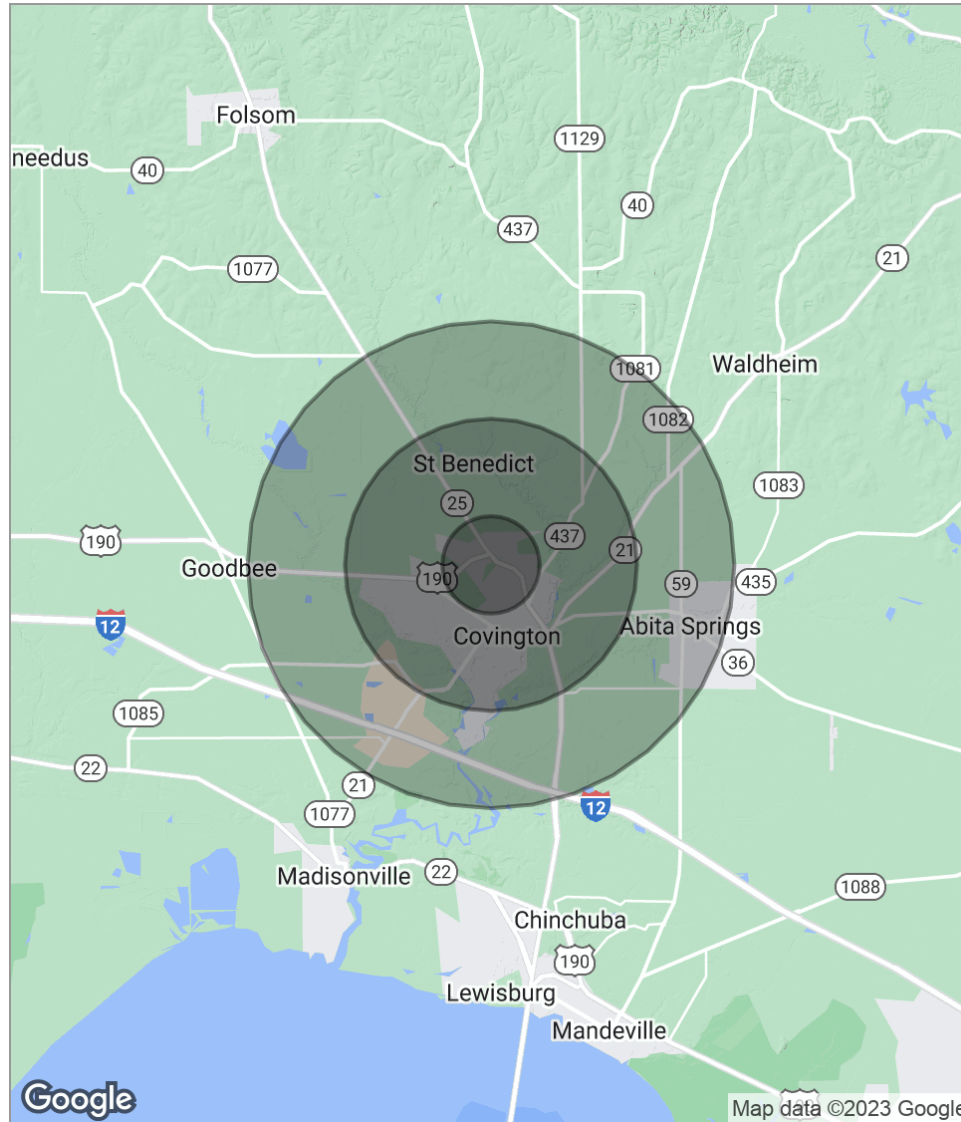 Folsom
needus
40
1129
40
437
21
1077
1081
Waldheim
1082
St Benedict
1083
25
437
190
21
Goodbee
190
59
435
12
Covington
Abita Springs
36
1085
22
21
12
1077
Madisonville
22
1088
Chinchuba
190
Lewisburg
Mandeville
Google
Map data ©2023 Google